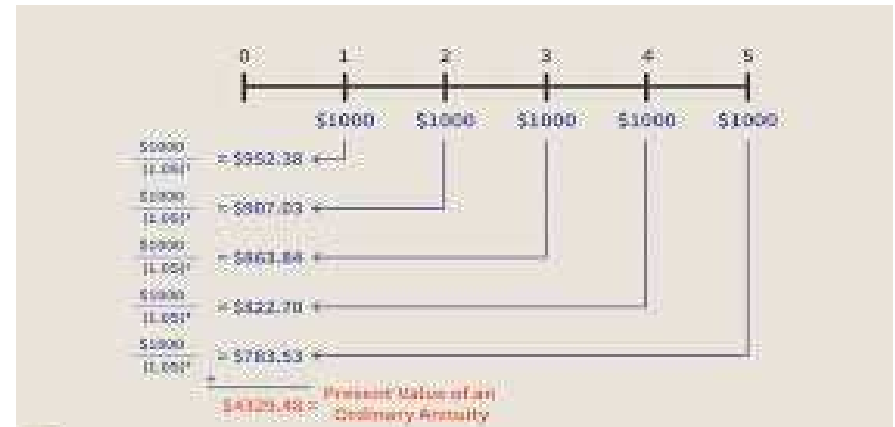 0 1 2 3 4 5
$1000 $1000 $1000 $1000 $1000
$1000
(1.05) = $952.38
$1000
(1.05) = $907.03
$1000
(1.05) = $863.84
$1000
(1.05) = $822.70
$1000
(1.05) = $783.53
Present Value of an
$4329.48 =
Ordinary Annuity